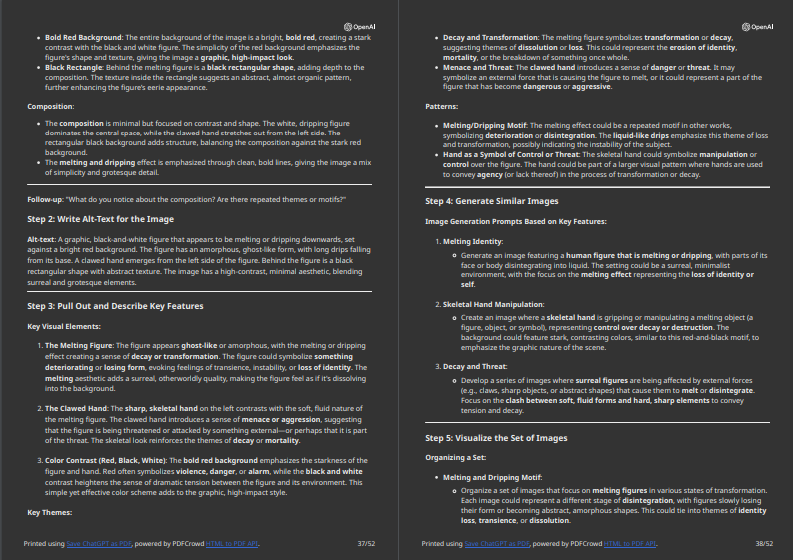 OpenAI
• Bold Red Background: The entire background of the image is a bright, bold red, creating a stark
contrast with the black and white figure. The simplicity of the red background emphasizes the
figure's shape and texture, giving the image a graphic, high-impact look.
• Black Rectangle: Behind the melting figure is a black rectangular shape, adding depth to the
composition. The texture inside the rectangle suggests an abstract, almost organic pattern,
further enhancing the figure's eerie appearance.
Composition:
• The composition is minimal but focused on contrast and shape. The white, dripping figure
dominates the central space, while the clawed hand stretches out from the left side. The
rectangular black background adds structure, balancing the composition against the stark red
background.
• The melting and dripping effect is emphasized through clean, bold lines, giving the image a mix
of simplicity and grotesque detail.
Follow-up: "What do you notice about the composition? Are there repeated themes or motifs?"
Step 2: Write Alt-Text for the Image
Alt-text: A graphic, black-and-white figure that appears to be melting or dripping downwards, set
against a bright red background. The figure has an amorphous, ghost-like form, with long drips falling
from its base. A clawed hand emerges from the left side of the figure. Behind the figure is a black
rectangular shape with abstract texture. The image has a high-contrast, minimal aesthetic, blending
surreal and grotesque elements.
Step 3: Pull Out and Describe Key Features
Key Visual Elements:
1. The Melting Figure: The figure appears ghost-like or amorphous, with the melting or dripping
effect creating a sense of decay or transformation. The figure could symbolize something
deteriorating or losing form, evoking feelings of transience, instability, or loss of identity. The
melting aesthetic adds a surreal, otherworldly quality, making the figure feel as if it's dissolving
into the background.
2. The Clawed Hand: The sharp, skeletal hand on the left contrasts with the soft, fluid nature of
the melting figure. The clawed hand introduces a sense of menace or aggression, suggesting
that the figure is being threatened or attacked by something external—or perhaps that it is part
of the threat. The skeletal look reinforces the themes of decay or mortality.
3. Color Contrast (Red, Black, White): The bold red background emphasizes the starkness of the
figure and hand. Red often symbolizes violence, danger, or alarm, while the black and white
contrast heightens the sense of dramatic tension between the figure and its environment. This
simple yet effective color scheme adds to the graphic, high-impact style.
Key Themes:
Printed using Save ChatGPT as PDF, powered by PDFCrowd HTML to PDF API.
37/52
OpenAI
• Decay and Transformation: The melting figure symbolizes transformation or decay,
suggesting themes of dissolution or loss. This could represent the erosion of identity,
mortality, or the breakdown of something once whole.
• Menace and Threat: The clawed hand introduces a sense of danger or threat. It may
symbolize an external force that is causing the figure to melt, or it could represent a part of the
figure that has become dangerous or aggressive.
Patterns:
• Melting/Dripping Motif: The melting effect could be a repeated motif in other works,
symbolizing deterioration or disintegration. The liquid-like drips emphasize this theme of loss
and transformation, possibly indicating the instability of the subject.
• Hand as a Symbol of Control or Threat: The skeletal hand could symbolize manipulation or
control over the figure. The hand could be part of a larger visual pattern where hands are used
to convey agency (or lack thereof) in the process of transformation or decay.
Step 4: Generate Similar Images
Image Generation Prompts Based on Key Features:
1. Melting Identity:
Generate an image featuring a human figure that is melting or dripping, with parts of its
face or body disintegrating into liquid. The setting could be a surreal, minimalist
environment, with the focus on the melting effect representing the loss of identity or
self.
2. Skeletal Hand Manipulation:
Create an image where a skeletal hand is gripping or manipulating a melting object (a
figure, object, or symbol), representing control over decay or destruction. The
background could feature stark, contrasting colors, similar to this red-and-black motif, to
emphasize the graphic nature of the scene.
3. Decay and Threat:
Develop a series of images where surreal figures are being affected by external forces
(e.g., claws, sharp objects, or abstract shapes) that cause them to melt or disintegrate.
Focus on the clash between soft, fluid forms and hard, sharp elements to convey
tension and decay.
Step 5: Visualize the Set of Images
Organizing a Set:
• Melting and Dripping Motif:
Organize a set of images that focus on melting figures in various states of transformation.
Each image could represent a different stage of disintegration, with figures slowly losing
their form or becoming abstract, amorphous shapes. This could tie into themes of identity
loss, transience, or dissolution.
Printed using Save ChatGPT as PDF, powered by PDFCrowd HTML to PDF API.
38/52